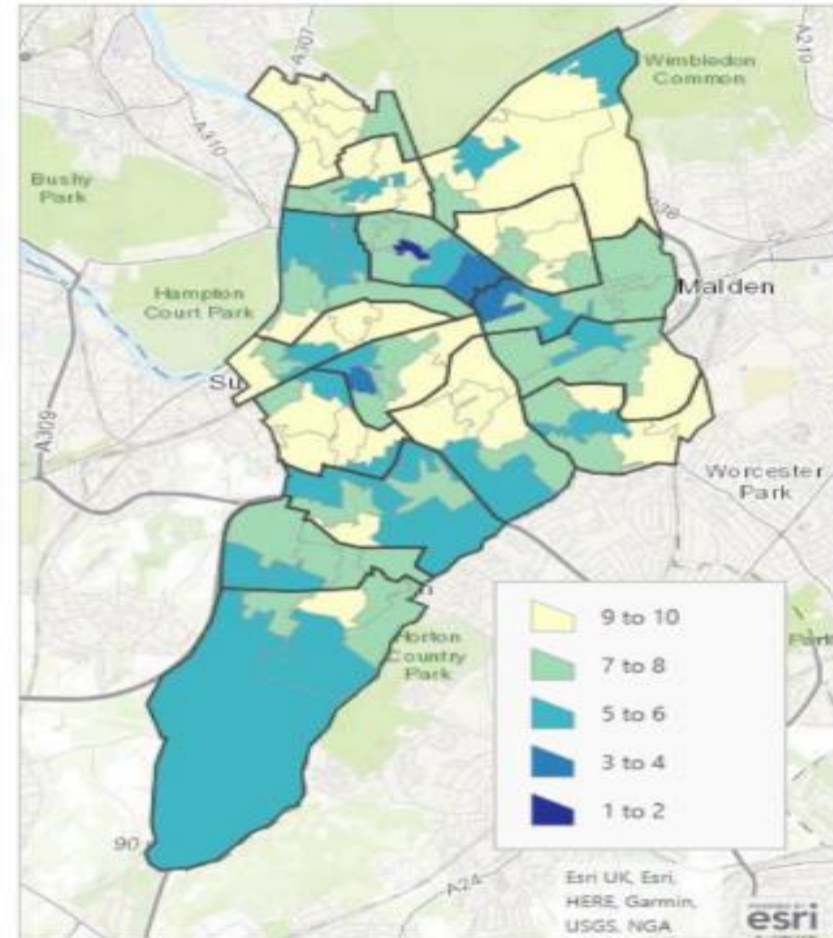 A307
A219
Wimbledon
Common
A310
Bushy
Park
Malden
Hampton
Court Park
Su
A309
Worcester
Park
9 to 10
7 to 8
5 to 6
3 to 4
1 to 2
Horton
Country
Park
Park
90
A24
Esri UK, Esri,
HERE, Garmin,
USGS, NGA
esri